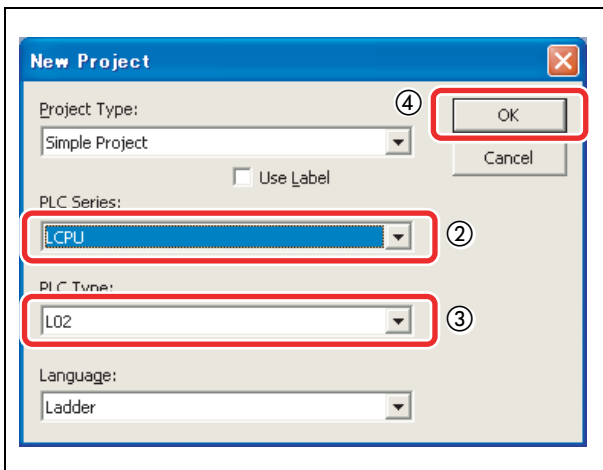 New Project
Project Type:
④
OK
Simple Project
Cancel
Use Label
PLC Series:
LCPU
②
PLC Type:
L02
③
Language:
Ladder